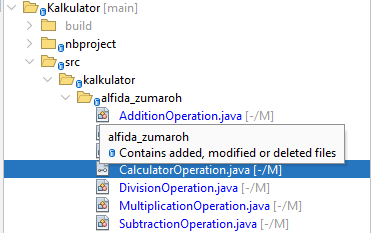 Kalkulator [main]
build
nbproject
src
kalkulator
alfida_zumaroh
AdditionOperation.java [-/M]
alfida_zumaroh
Contains added, modified or deleted files
CalculatorOperation.java [-/M]
DivisionOperation.java [-/M]
MultiplicationOperation.java [-/M]
SubtractionOperation.java [-/M]